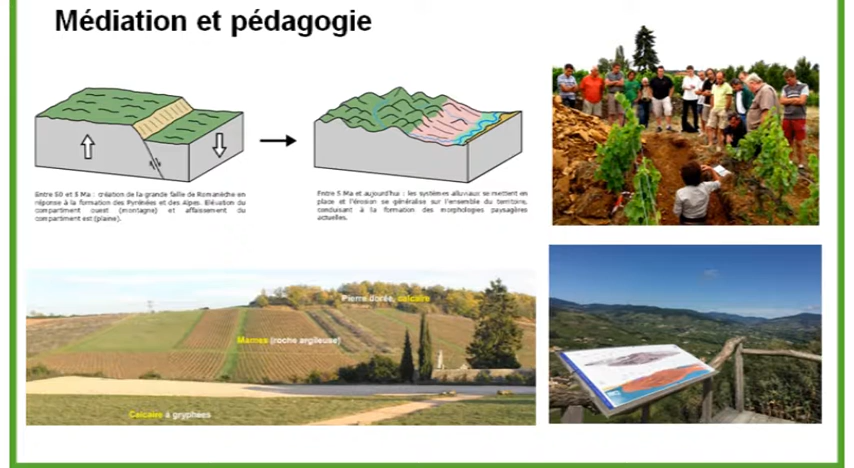 Médiation et pédagogie
Entre 50 et 5 Ma : création de la grande faille de Romanèche en
réponse à la formation des Pyrénées et des Alpes. Elévation du
compartiment ouest (montagne) et affaissement du
compartiment est (plaine).
Entre 5 Ma et aujourd'hui : les systèmes alluviaux se mettent en
place et l'érosion se généralise sur l'ensemble du territoire,
conduisant à la formation des morphologies paysagères
actuelles.
Pierre dorée, calcaire
Marnes (roche argileuse)
Calcaire à gryphées